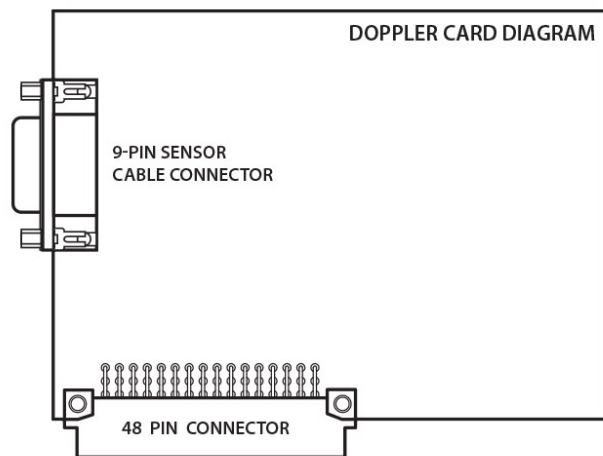 DOPPLER CARD DIAGRAM
9-PIN SENSOR
CABLE CONNECTOR
48 PIN CONNECTOR